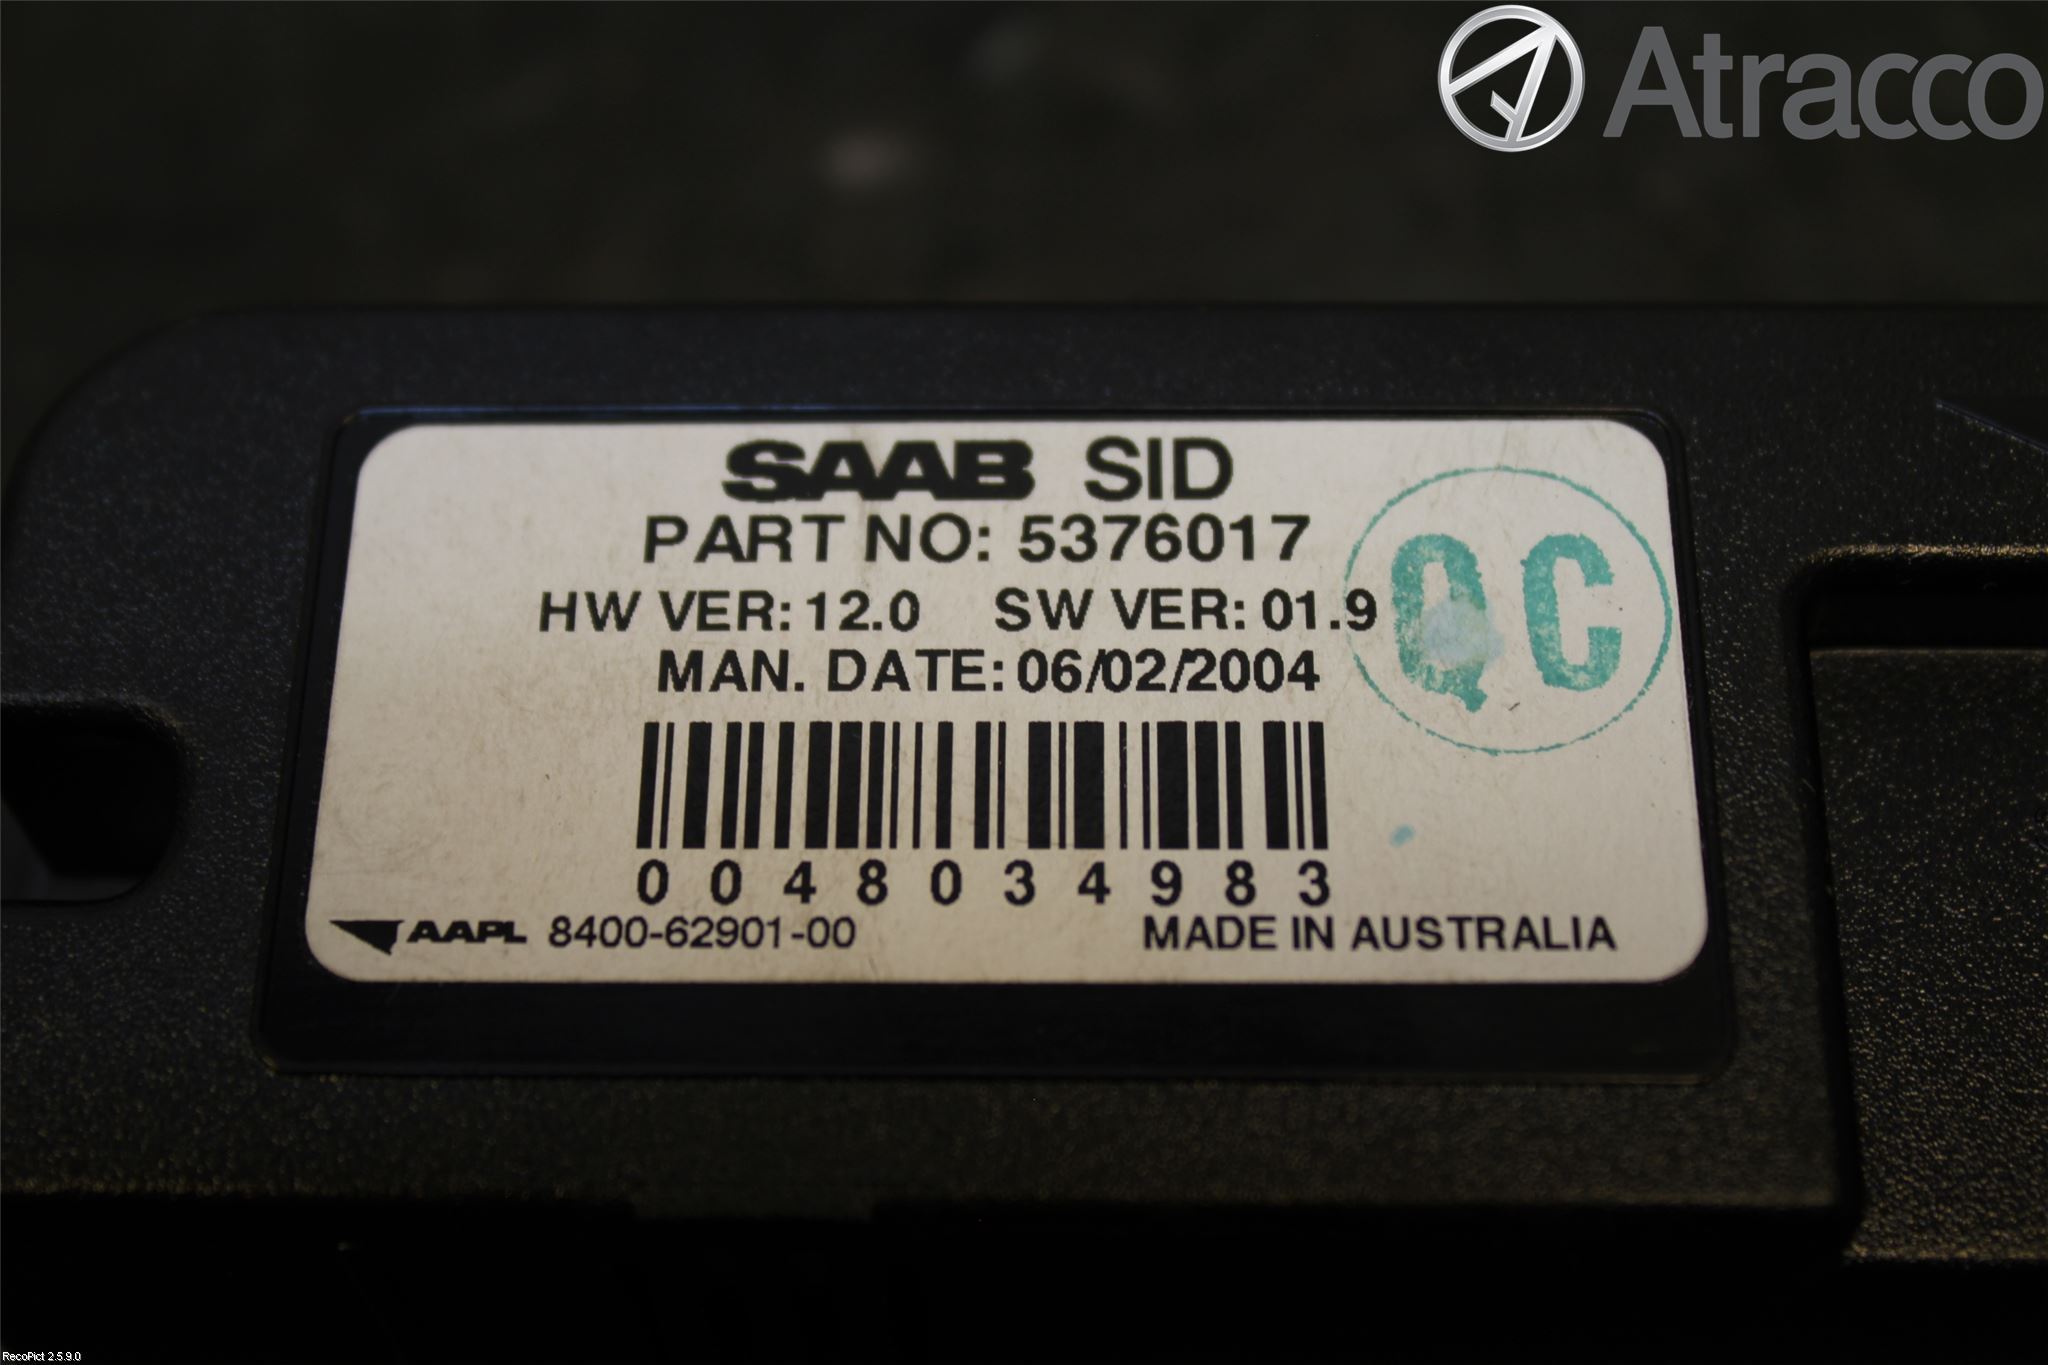 Atracco
SAAB SID
PART NO: 5376017
HW VER: 12.0 SW VER: 01.9
QC
MAN. DATE: 06/02/2004
0048034983
AAPL 8400-62901-00 MADE IN AUSTRALIA
RecoPict 2.5.9.0